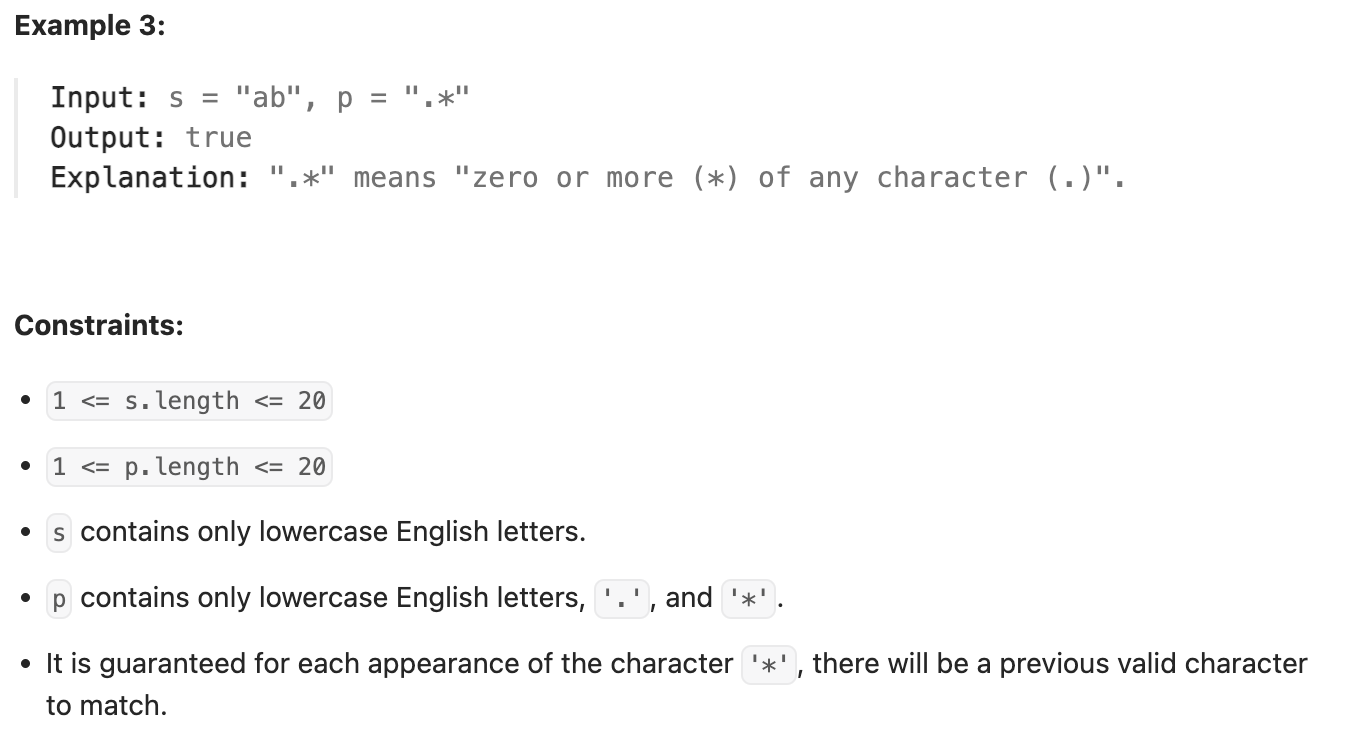 Example 3:
Input: s = "ab", p = ".*"
Output: true
Explanation: ".*" means "zero or more (*) of any character (.)".
Constraints:
• 1 <= s.length <= 20
• 1 <= p.length <= 20
• s contains only lowercase English letters.
• p contains only lowercase English letters, '.', and '*'.
• It is guaranteed for each appearance of the character '*', there will be a previous valid character
to match.